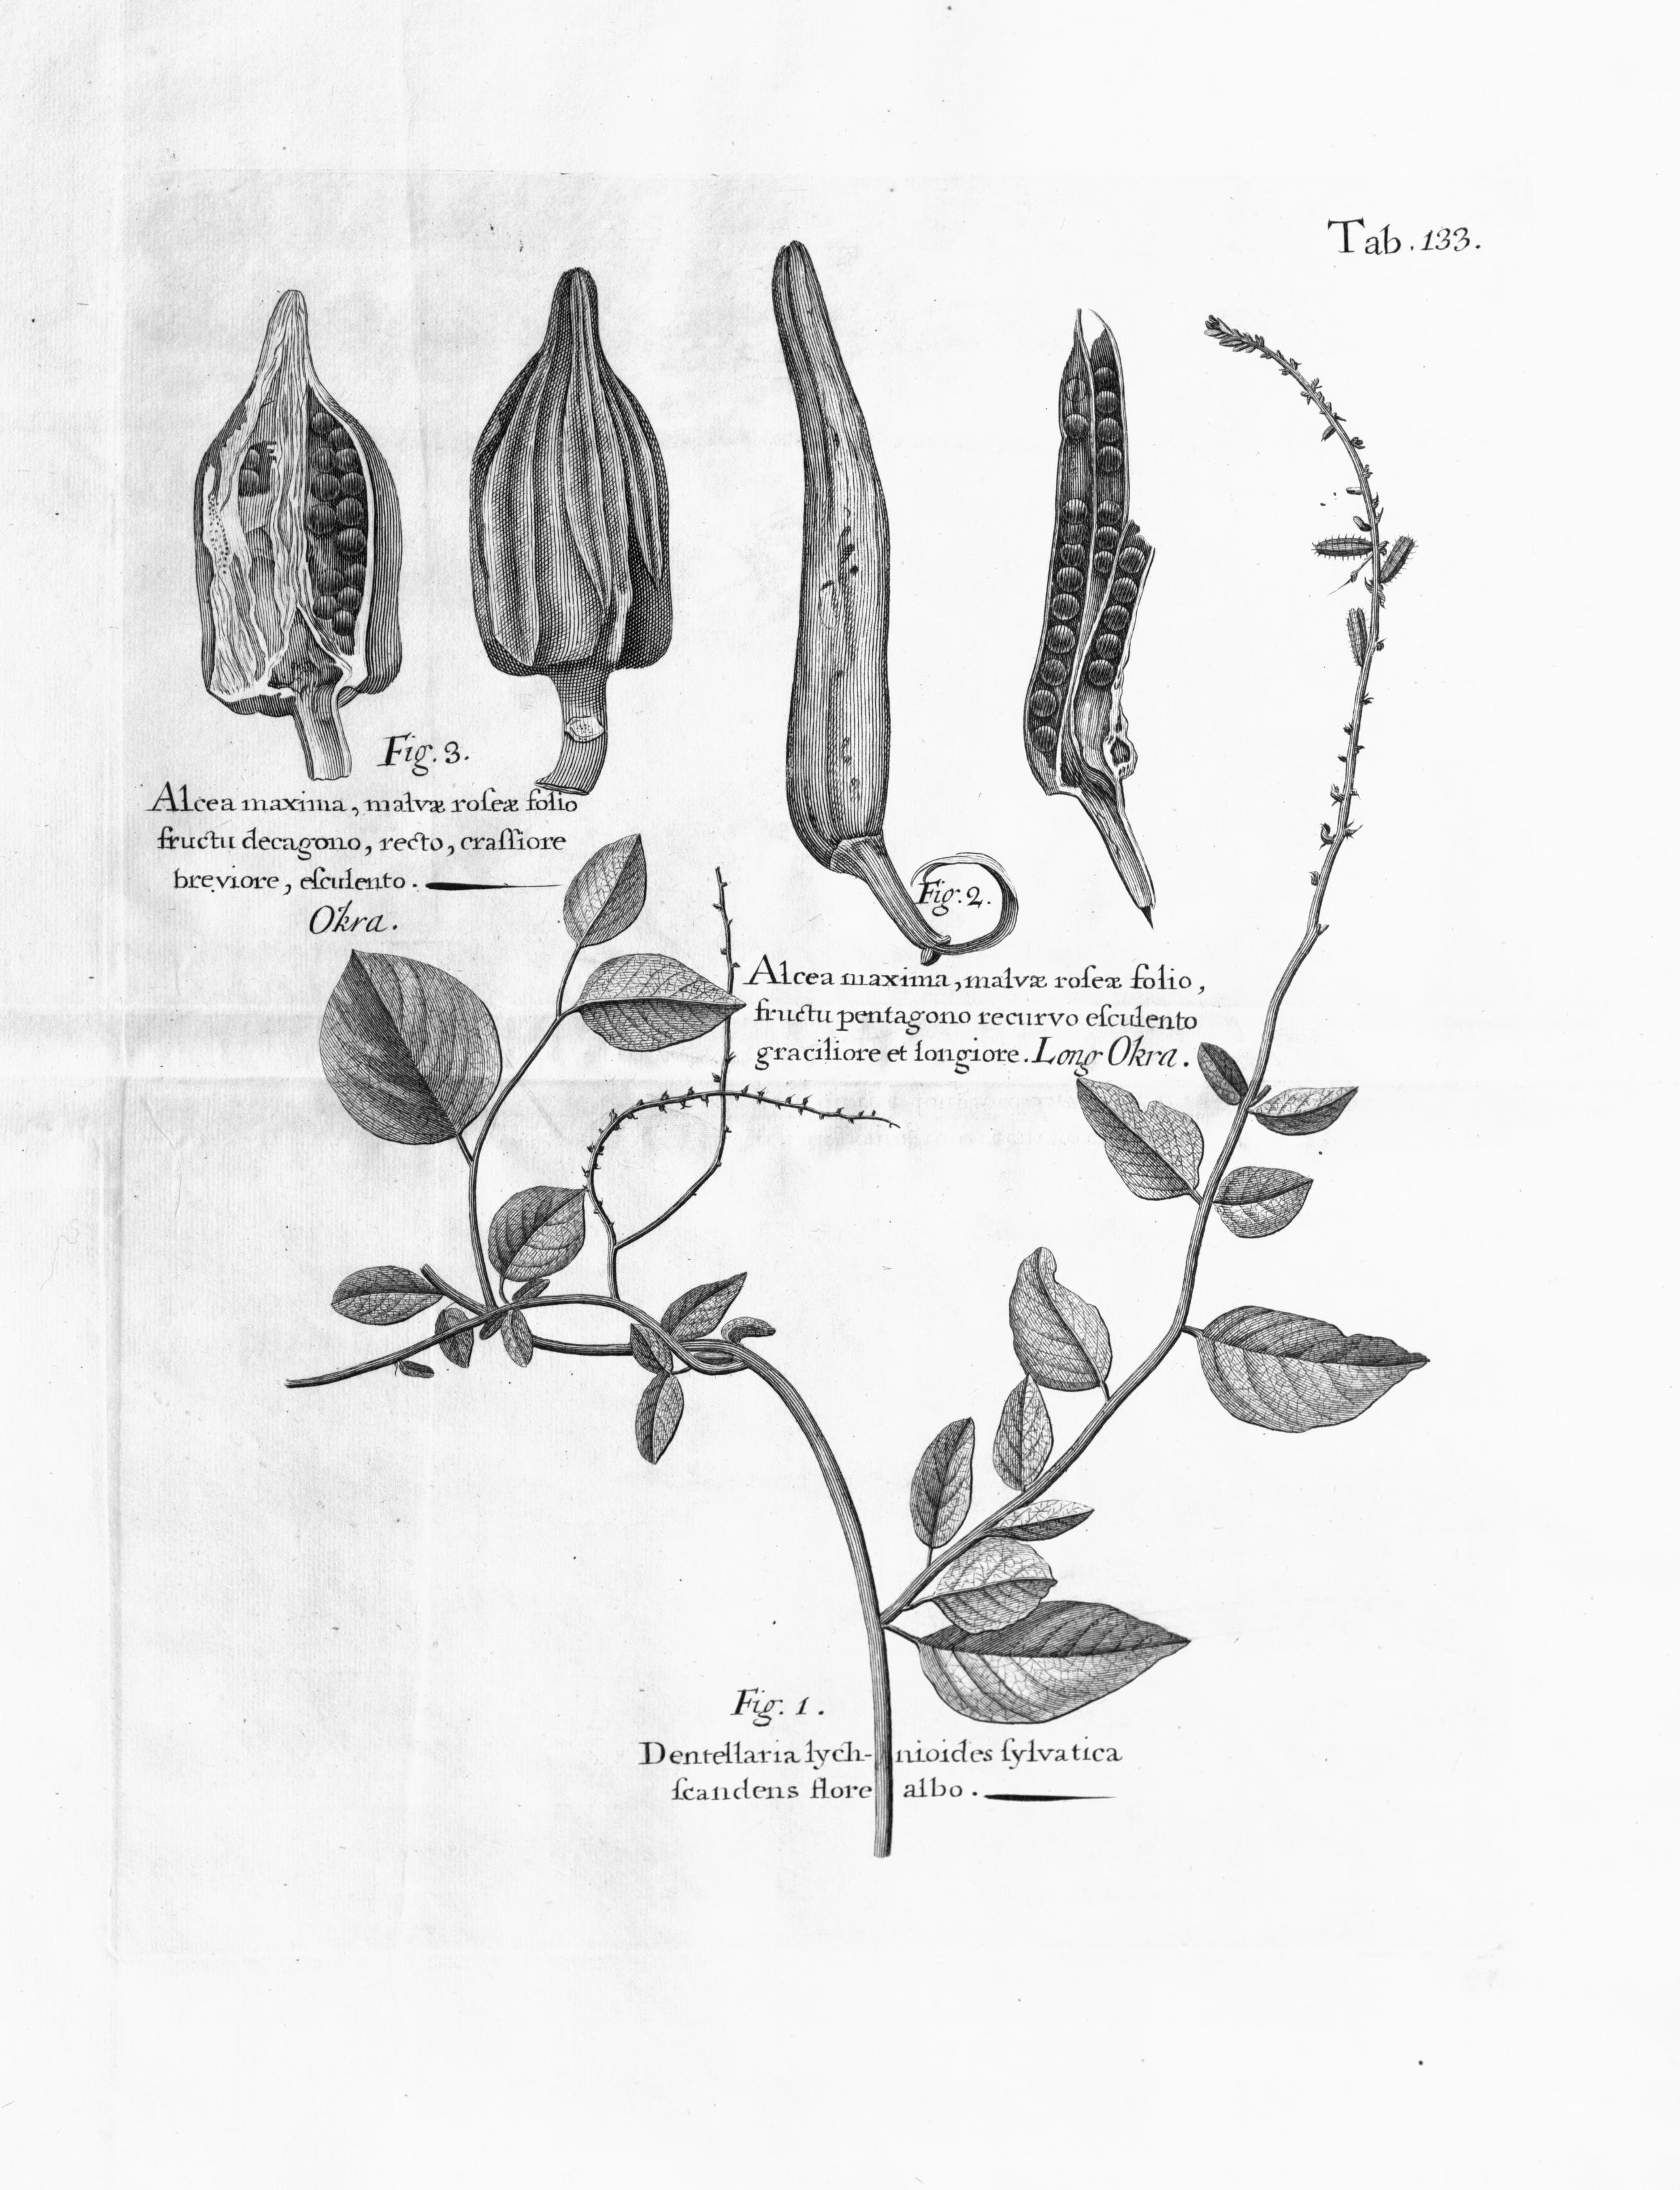 Tab. 133.
Fig. 3.
Alcea maxima, malvæ roſeæ folio
fructu decagono, recto, craſſiore
breviore, eſculento.
Okra.
Fig. 2.
Alcea maxima, malvæ roſeæ folio,
fructu pentagono recurvo eſculento
graciliore et longiore. Long Okra.
Fig. 1.
Dentellaria lych-nioides ſylvatica
ſcandens flore albo.